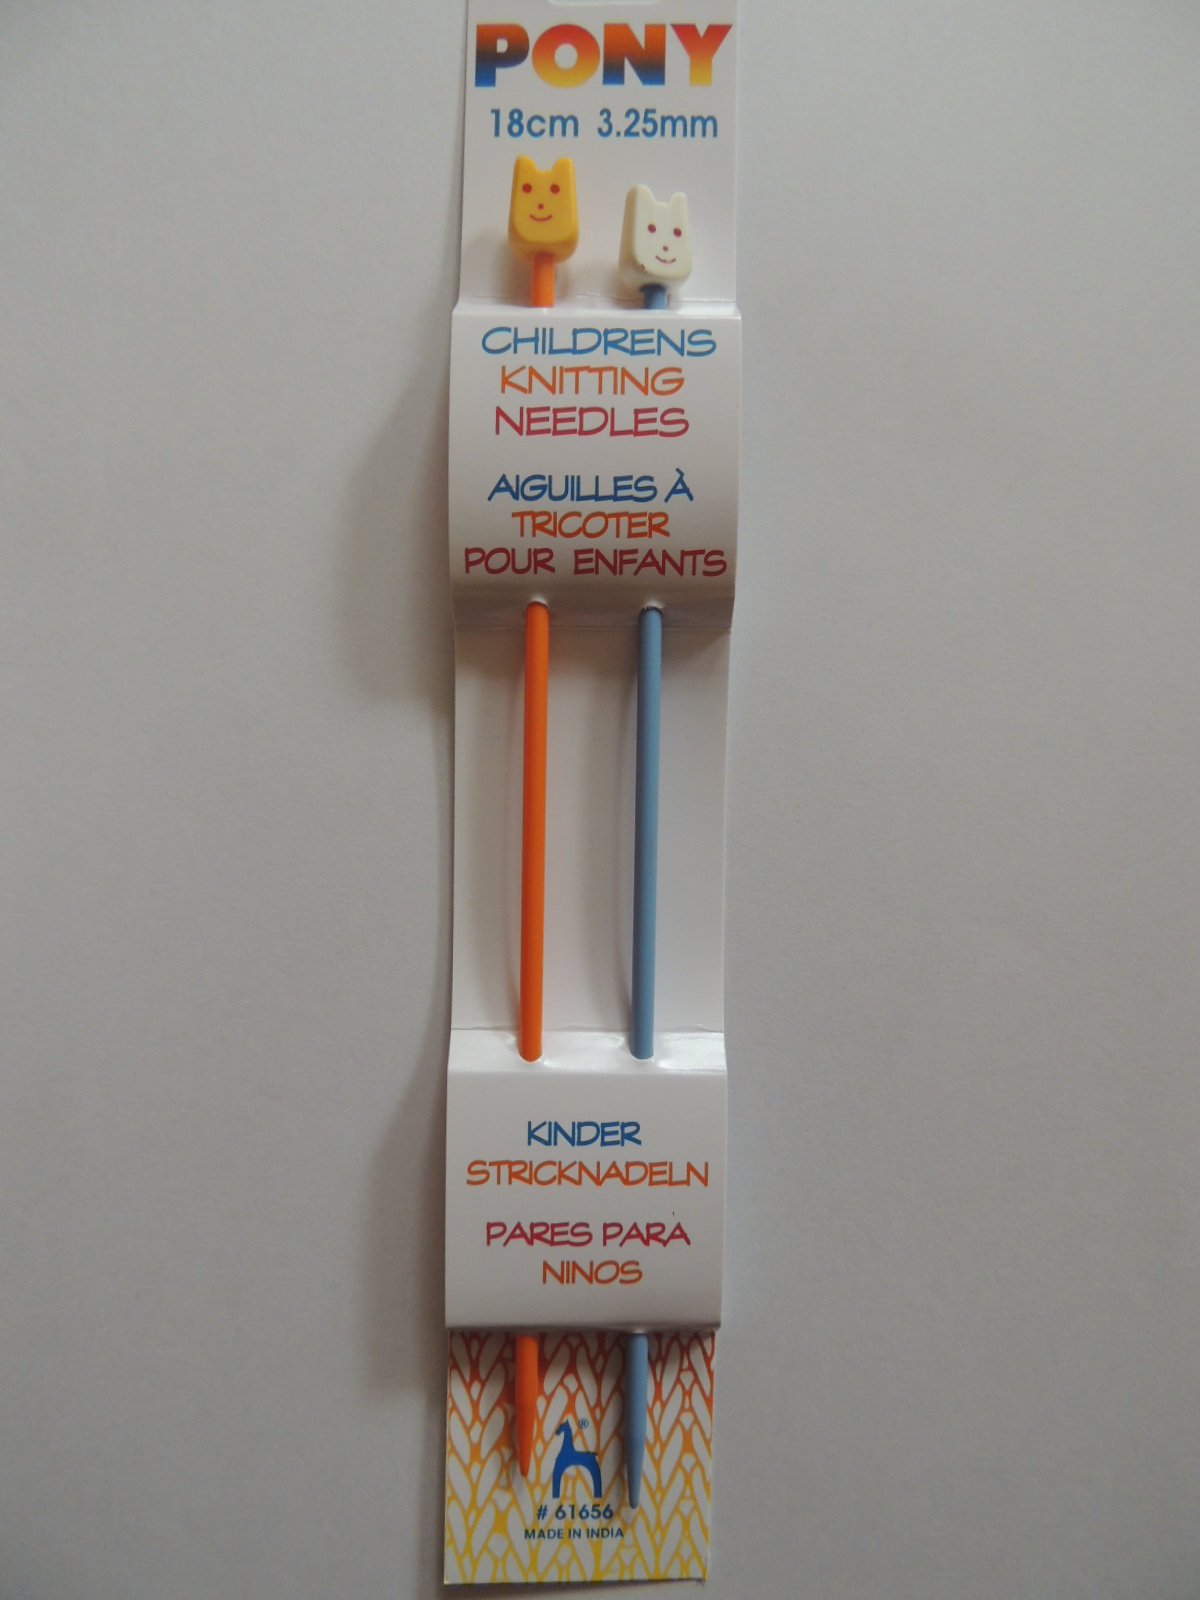 PONY
18cm 3.25mm
CHILDRENS
KNITTING
NEEDLES
AIGUILLES À
TRICOTER
POUR ENFANTS
KINDER
STRICKNADELN
PARES PARA
NINOS
®
# 61656
MADE IN INDIA